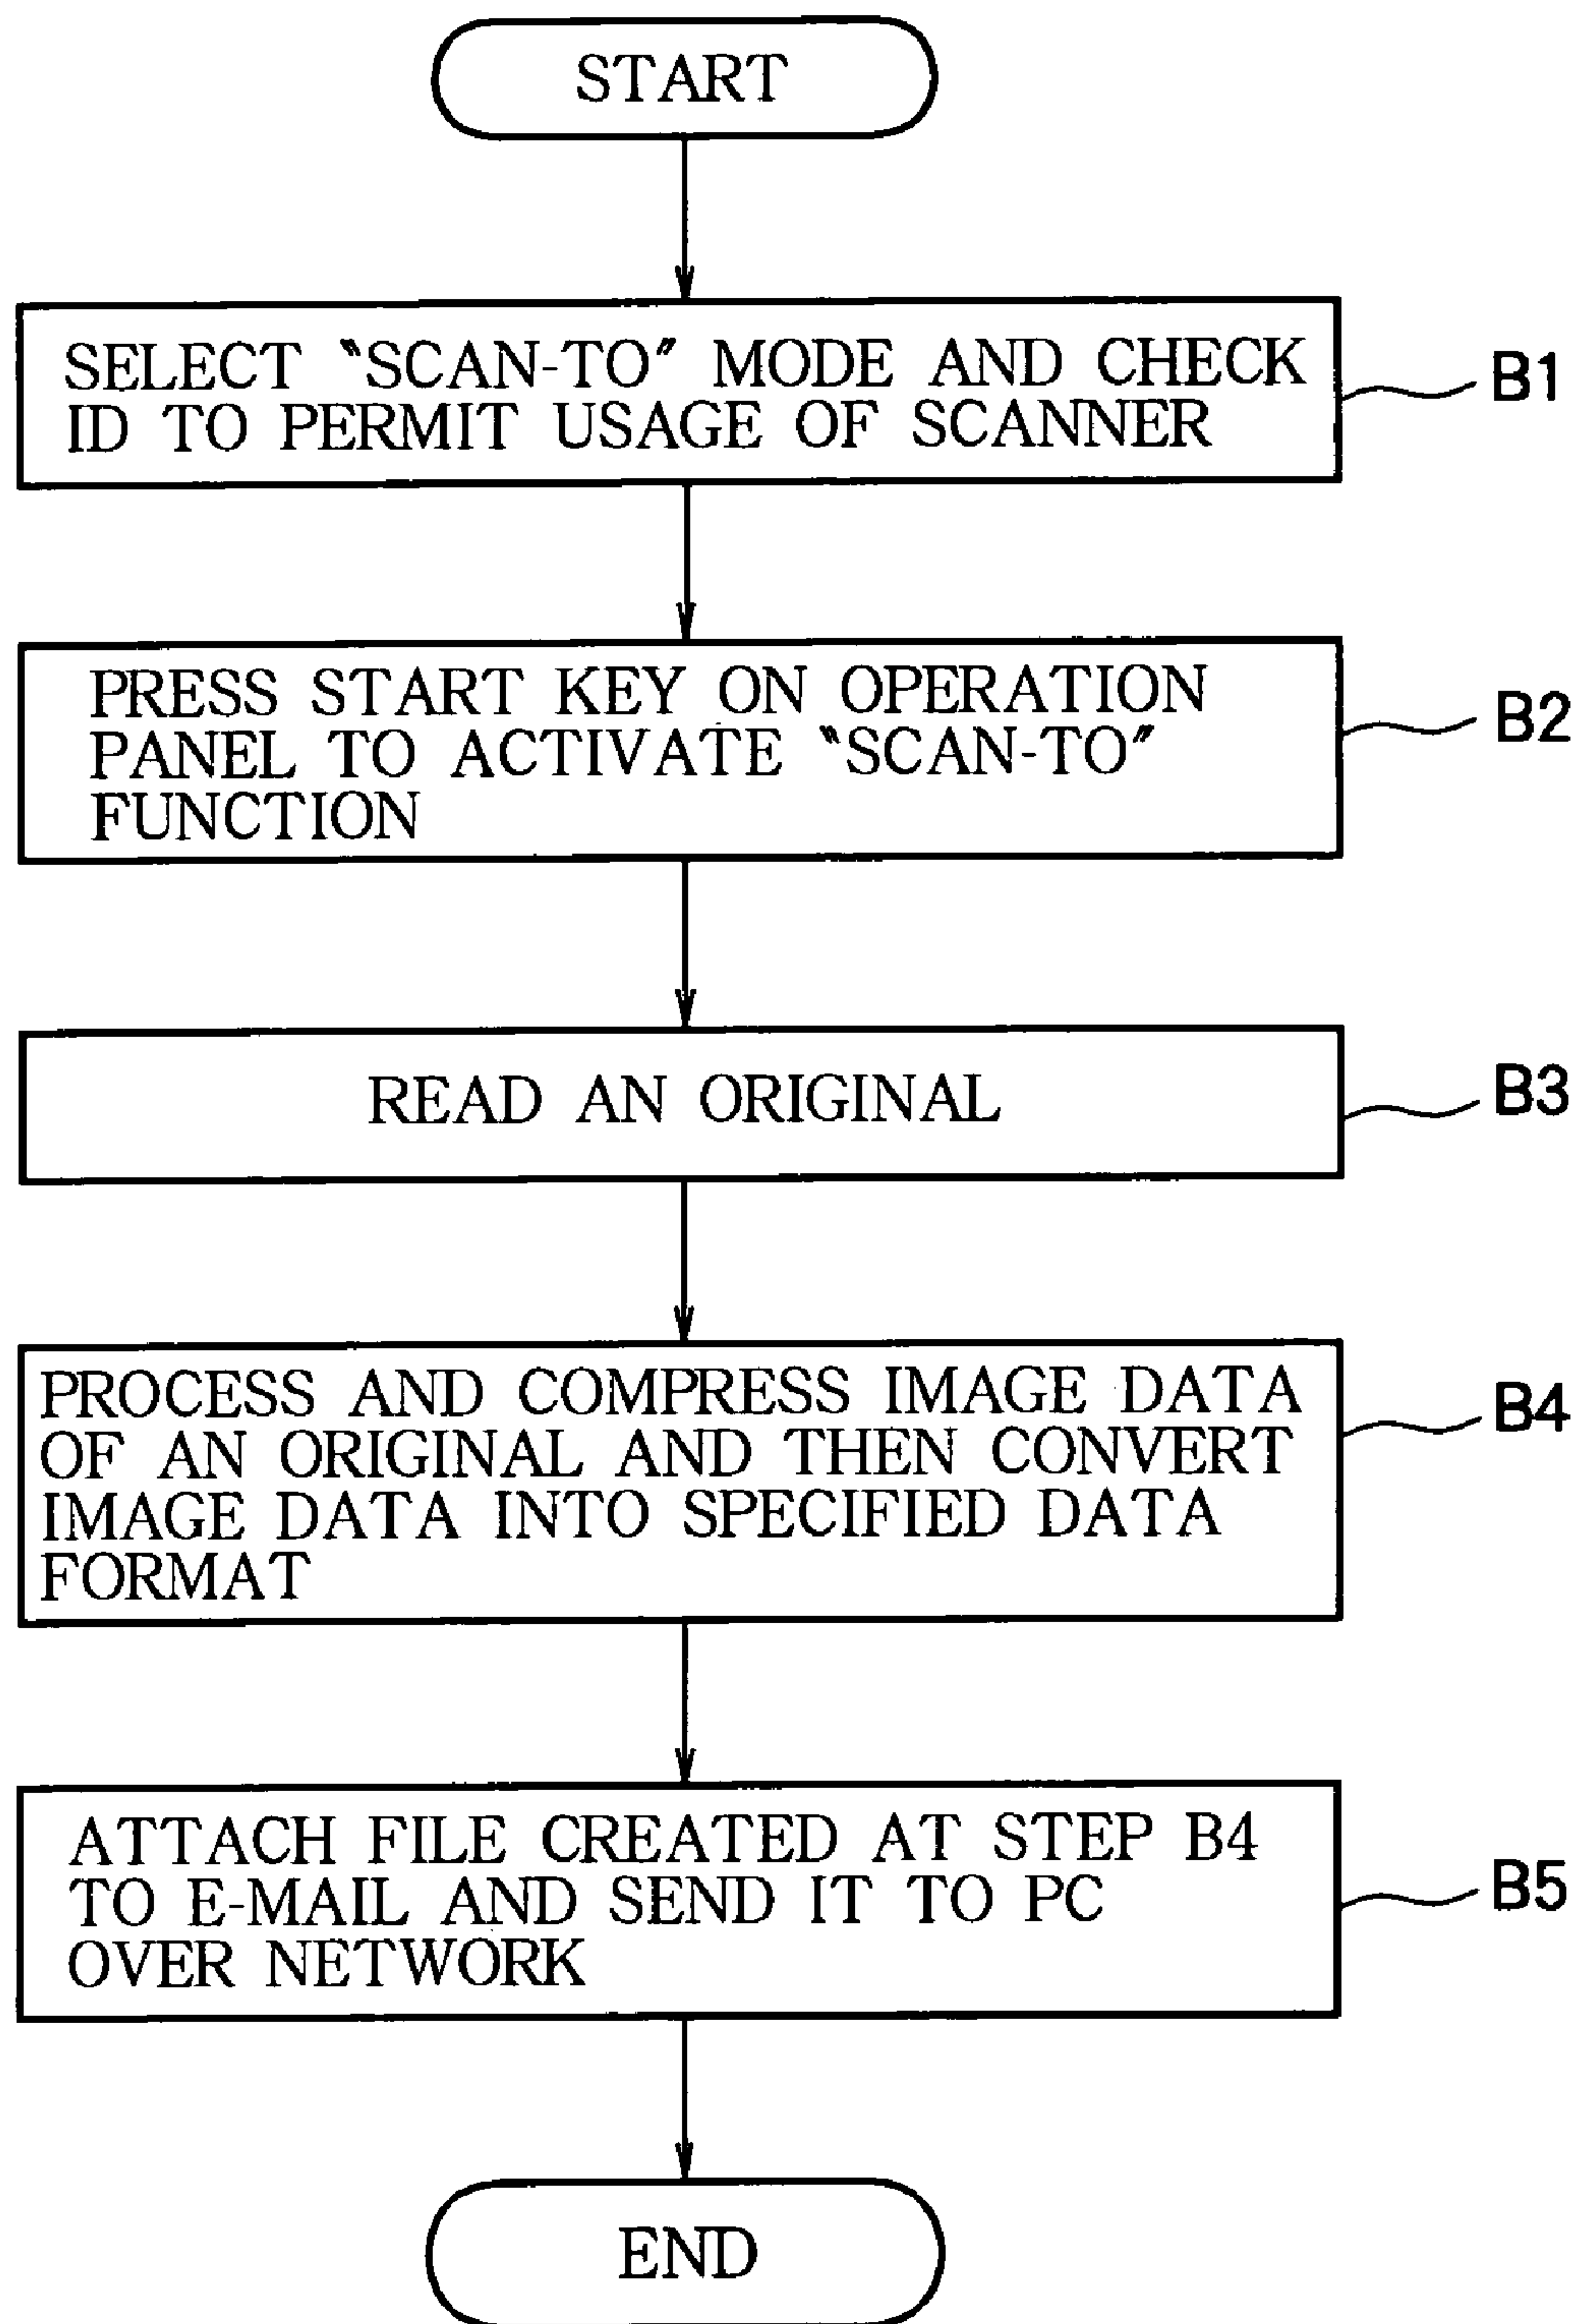 START
SELECT "SCAN-TO" MODE AND CHECK
ID TO PERMIT USAGE OF SCANNER
B1
PRESS START KEY ON OPERATION
PANEL TO ACTIVATE "SCAN-TO"
FUNCTION
B2
READ AN ORIGINAL
B3
PROCESS AND COMPRESS IMAGE DATA
OF AN ORIGINAL AND THEN CONVERT
IMAGE DATA INTO SPECIFIED DATA
FORMAT
B4
ATTACH FILE CREATED AT STEP B4
TO E-MAIL AND SEND IT TO PC
OVER NETWORK
B5
END